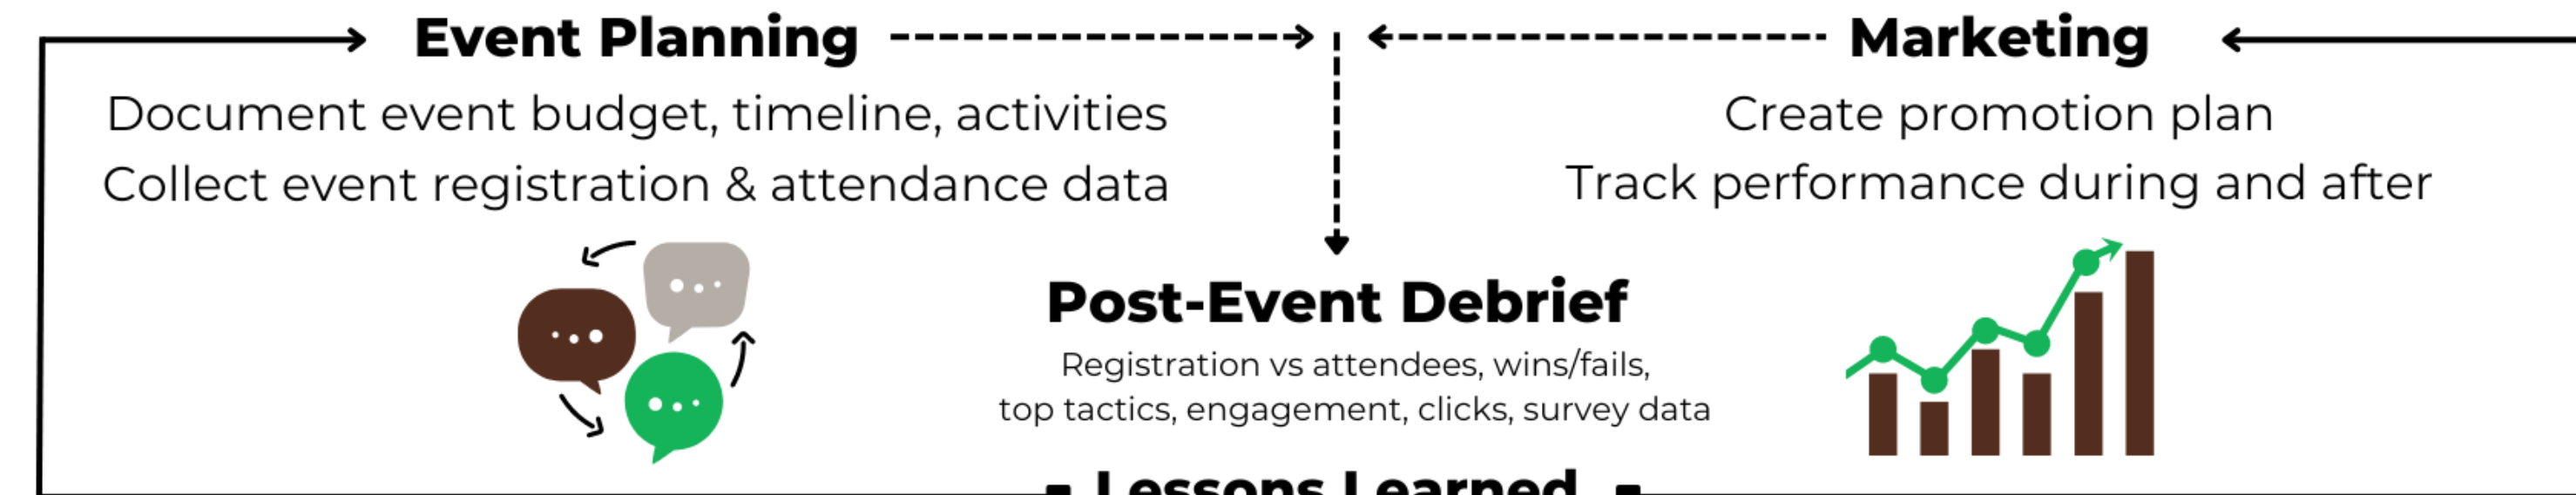 Event Planning
Document event budget, timeline, activities
Collect event registration & attendance data
Marketing
Create promotion plan
Track performance during and after
Post-Event Debrief
Registration vs attendees, wins/fails,
top tactics, engagement, clicks, survey data
Lessons Learned